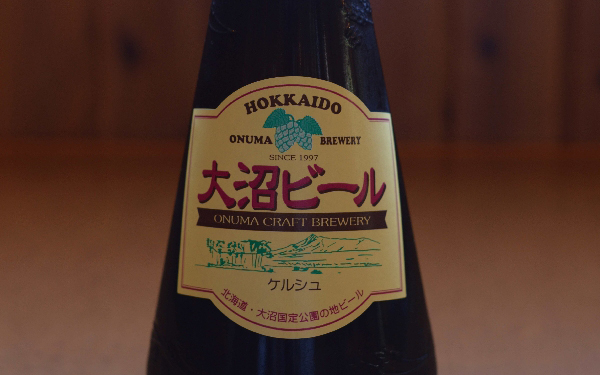 HOKKAIDO
ONUMA BREWERY
SINCE 1997
大沼ビール
ONUMA CRAFT BREWERY
ケルシュ
北海道・大沼国定公園の地ビール